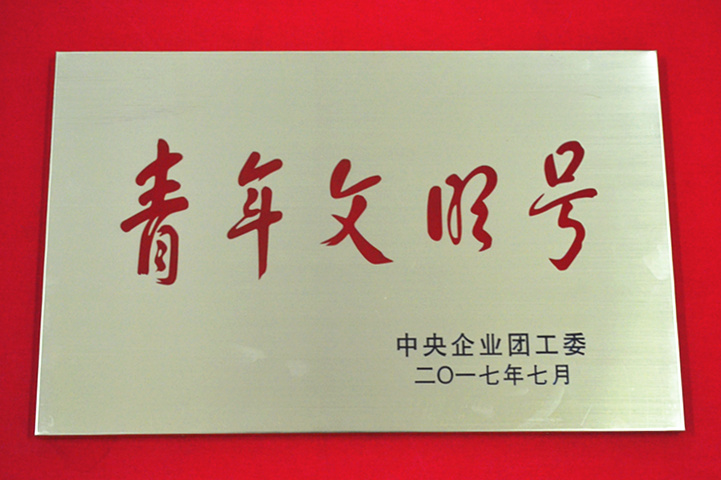 青年文明号
中央企业团工委
二〇一七年七月